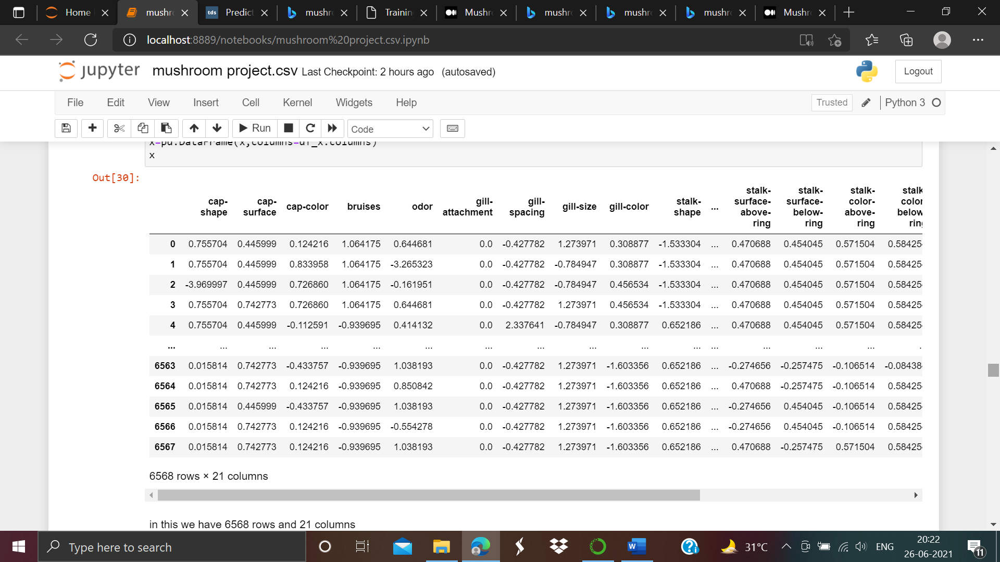 Home mushr Predict mushr Trainin Mushr mushr mushr mushr Mushr
localhost:8889/notebooks/mushroom%20project.csv.ipynb
jupyter mushroom project.csv Last Checkpoint: 2 hours ago (autosaved) Logout
File Edit View Insert Cell Kernel Widgets Help Trusted Python 3
Run Code
x=pd.DataFrame(x,columns=df_x.columns)
x
Out[30]:
cap-shape cap-surface cap-color bruises odor gill-attachment gill-spacing gill-size gill-color stalk-shape ... stalk-surface-above-ring stalk-surface-below-ring stalk-color-above-ring stalk color below ring
0 0.755704 0.445999 0.124216 1.064175 0.644681 0.0 -0.427782 1.273971 0.308877 -1.533304 ... 0.470688 0.454045 0.571504 0.58425
1 0.755704 0.445999 0.833958 1.064175 -3.265323 0.0 -0.427782 -0.784947 0.308877 -1.533304 ... 0.470688 0.454045 0.571504 0.58425
2 -3.969997 0.445999 0.726860 1.064175 -0.161951 0.0 -0.427782 -0.784947 0.456534 -1.533304 ... 0.470688 0.454045 0.571504 0.58425
3 0.755704 0.742773 0.726860 1.064175 0.644681 0.0 -0.427782 1.273971 0.456534 -1.533304 ... 0.470688 0.454045 0.571504 0.58425
4 0.755704 0.445999 -0.112591 -0.939695 0.414132 0.0 2.337641 -0.784947 0.308877 0.652186 ... 0.470688 0.454045 0.571504 0.58425
... ... ... ... ... ... ... ... ... ... ... ... ... ... ... .
6563 0.015814 0.742773 -0.433757 -0.939695 1.038193 0.0 -0.427782 1.273971 -1.603356 0.652186 ... -0.274656 -0.257475 -0.106514 -0.08438
6564 0.015814 0.742773 0.124216 -0.939695 0.850842 0.0 -0.427782 1.273971 -1.603356 0.652186 ... 0.470688 -0.257475 -0.106514 0.58425
6565 0.015814 0.445999 -0.433757 -0.939695 1.038193 0.0 -0.427782 1.273971 -1.603356 0.652186 ... -0.274656 0.454045 -0.106514 0.58425
6566 0.015814 0.742773 0.124216 -0.939695 -0.554278 0.0 -0.427782 1.273971 -1.603356 0.652186 ... -0.274656 0.454045 -0.106514 0.58425
6567 0.015814 0.742773 0.124216 -0.939695 1.038193 0.0 -0.427782 1.273971 -1.603356 0.652186 ... 0.470688 -0.257475 0.571504 0.58425
6568 rows × 21 columns
in this we have 6568 rows and 21 columns
Type here to search 31°C ENG 20:22
26-06-2021 11